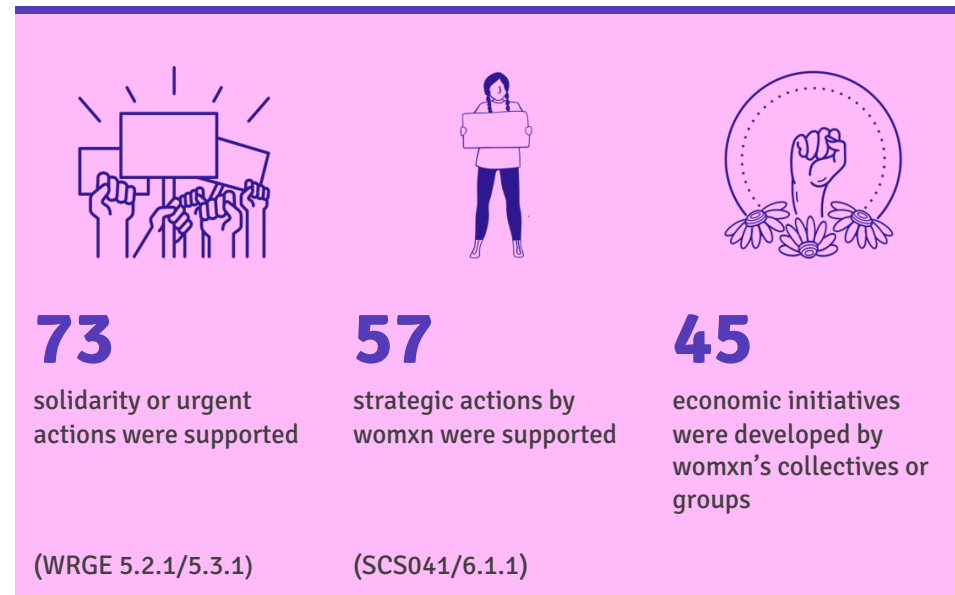 73
solidarity or urgent
actions were supported
(WRGE 5.2.1/5.3.1)
57
strategic actions by
womxn were supported
(SCS041/6.1.1)
45
economic initiatives
were developed by
womxn’s collectives or
groups